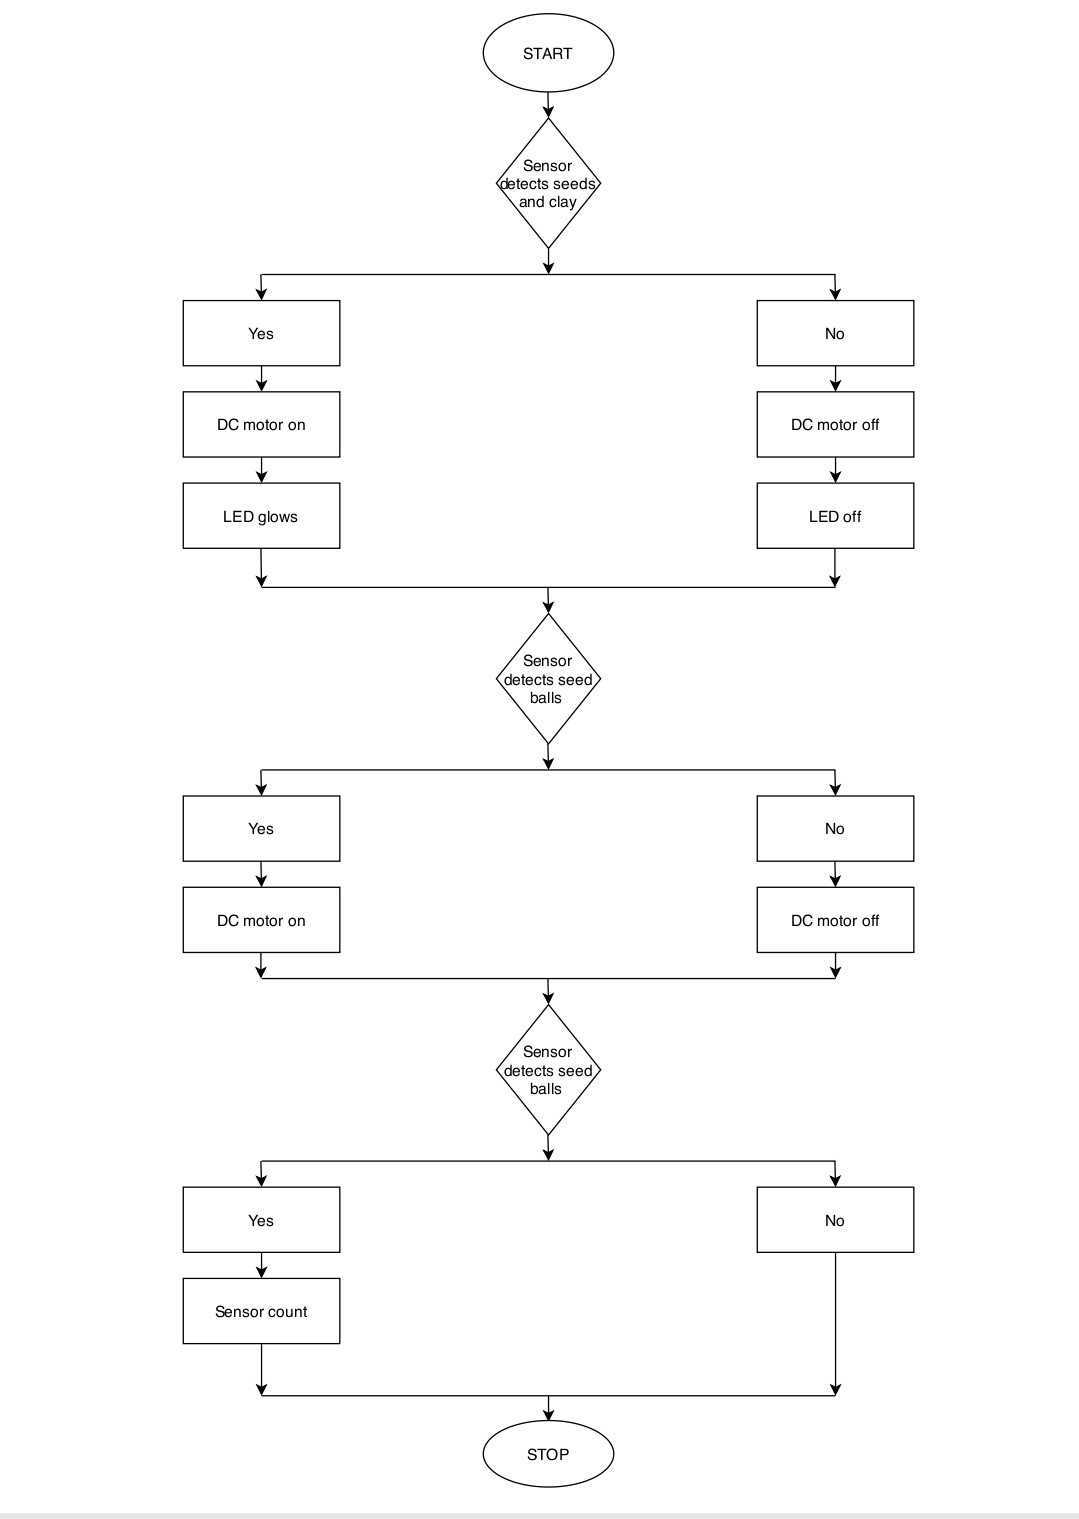 START
Sensor
detects seeds
and clay
Yes
No
DC motor on
DC motor off
LED glows
LED off
Sensor
detects seed
balls
Yes
No
DC motor on
DC motor off
Sensor
detects seed
balls
Yes
No
Sensor count
STOP